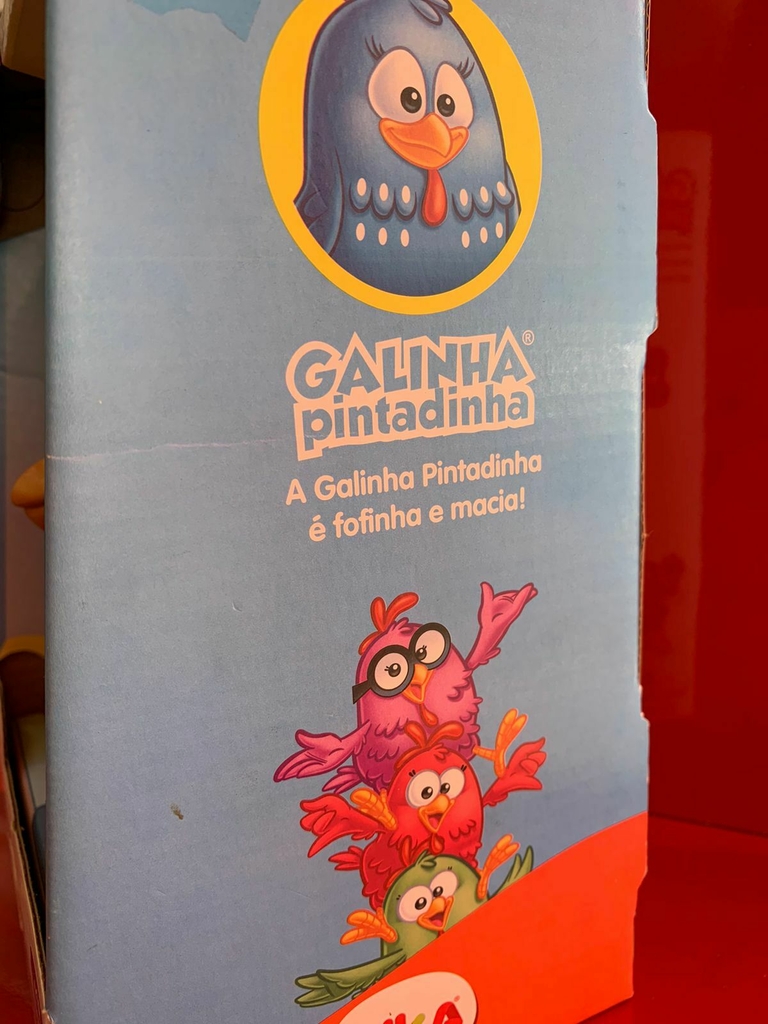 GALINHA®
pintadinha
A Galinha Pintadinha
é fofinha e macia!